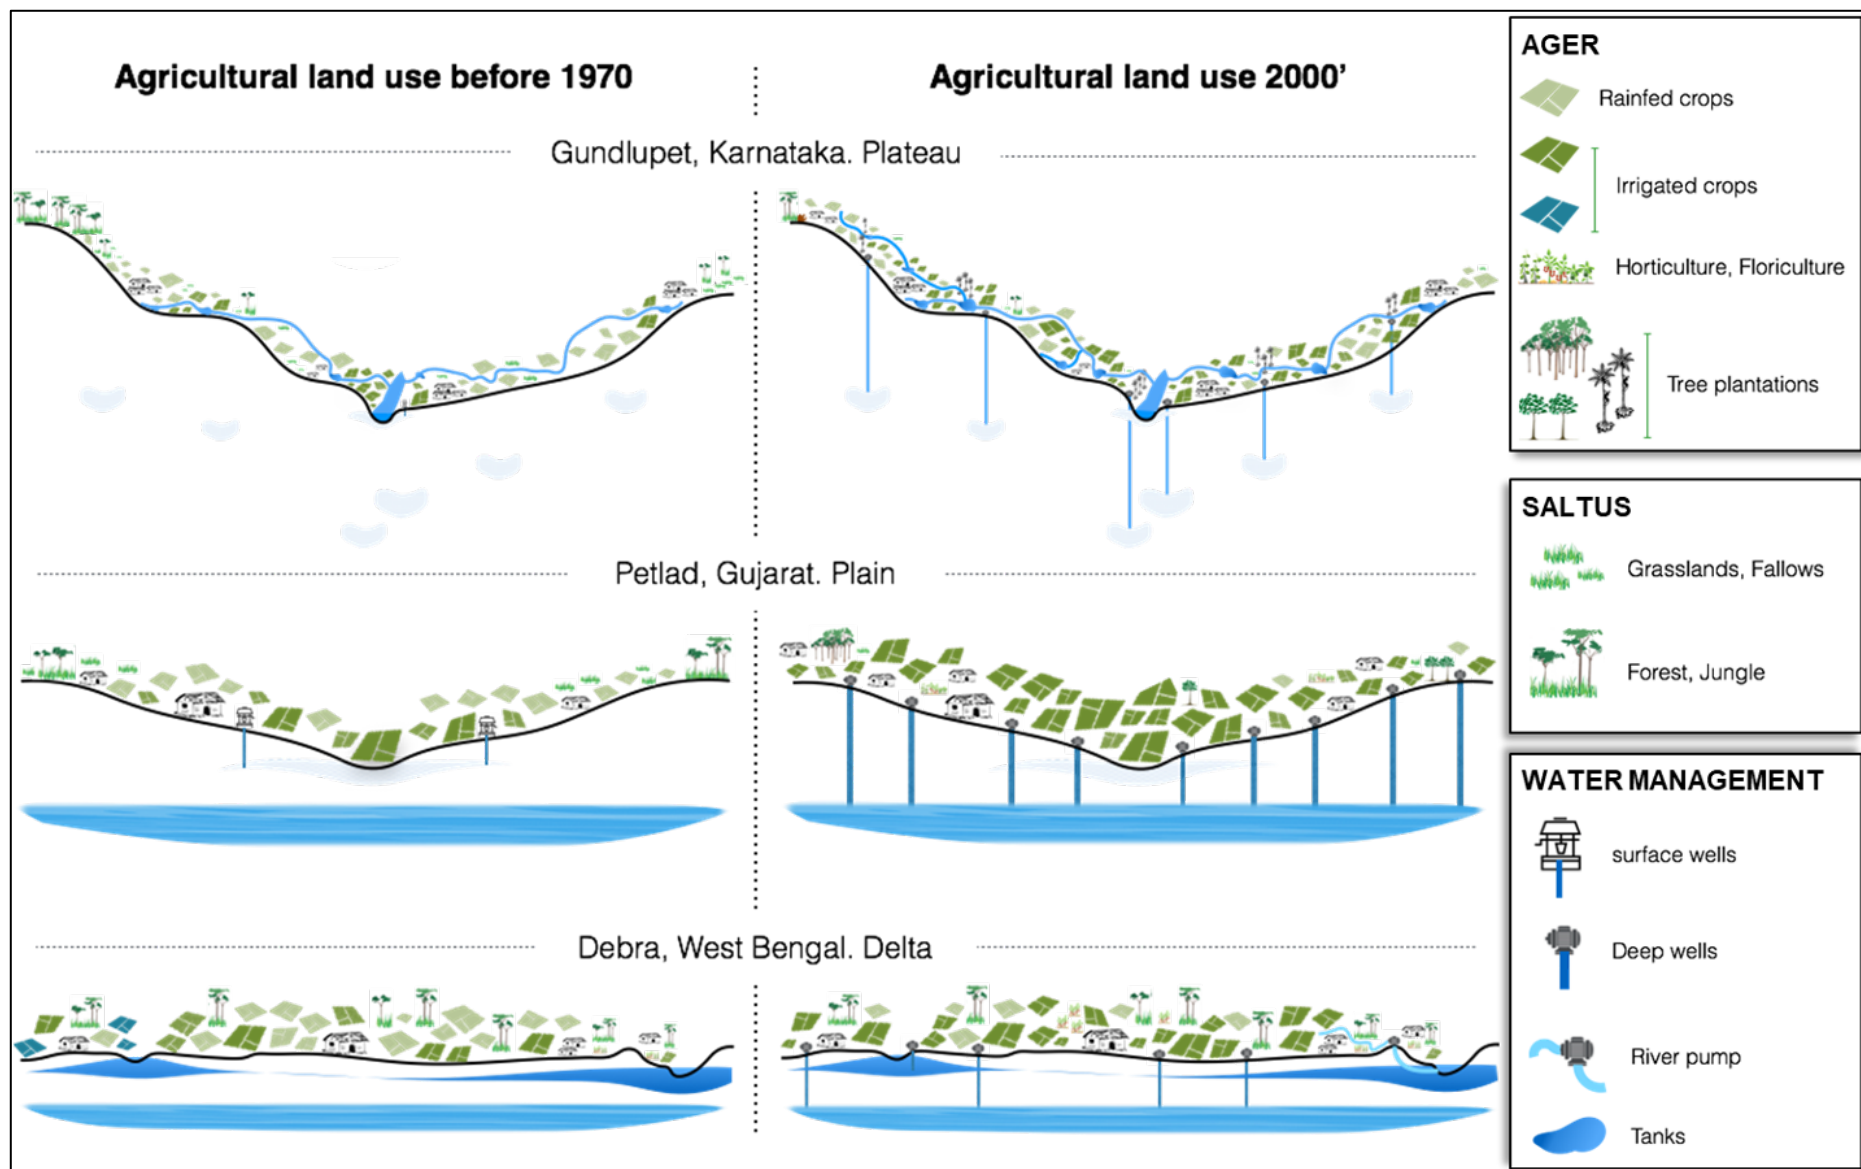 Agricultural land use before 1970
Agricultural land use 2000'
Gundlupet, Karnataka. Plateau
Petlad, Gujarat. Plain
Debra, West Bengal. Delta
AGER
Rainfed crops
Irrigated crops
Horticulture, Floriculture
Tree plantations
SALTUS
Grasslands, Fallows
Forest, Jungle
WATER MANAGEMENT
surface wells
Deep wells
River pump
Tanks